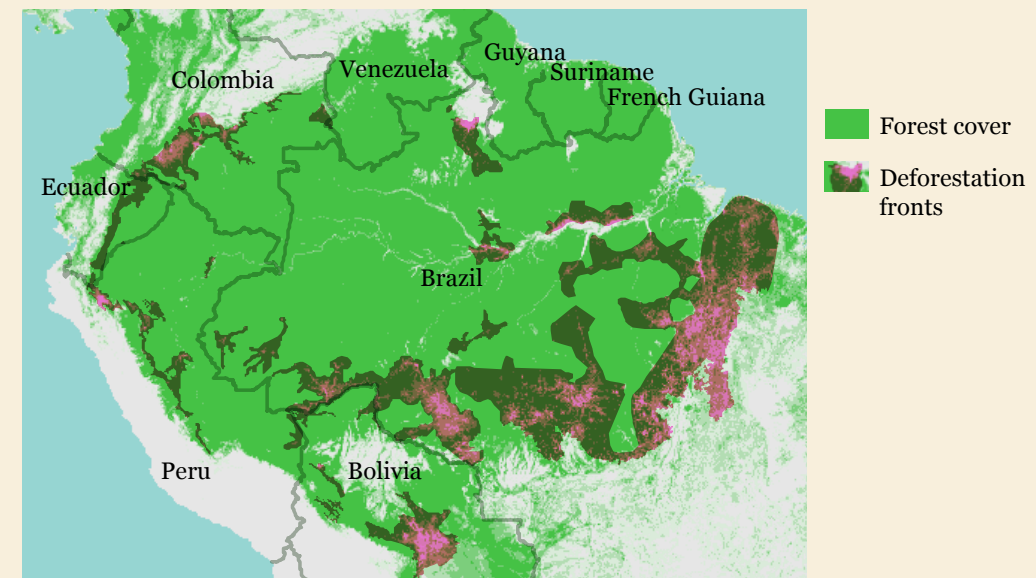 Guyana
Venezuela
Suriname
Colombia
French Guiana
Ecuador
Brazil
Peru
Bolivia
Forest cover
Deforestation
fronts